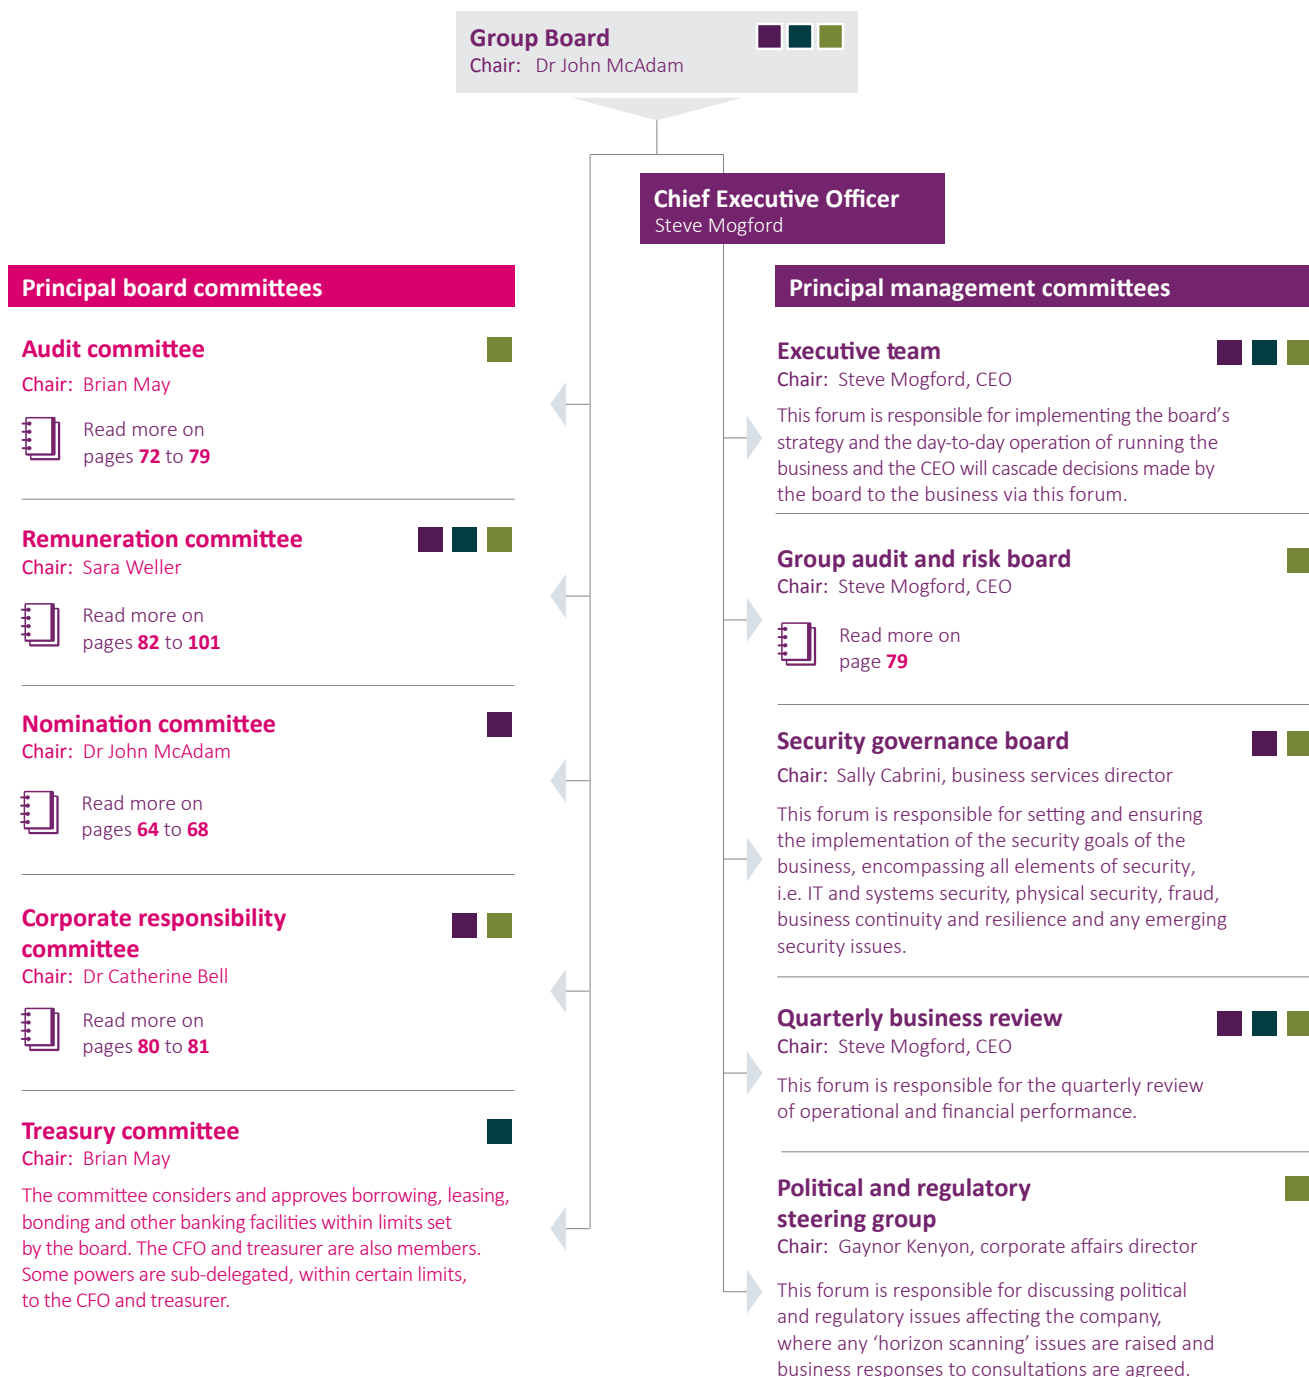 Group Board
Chair: Dr John McAdam
Chief Executive Officer
Steve Mogford
Principal board committees
Audit committee
Chair: Brian May
Read more on
pages 72 to 79
Remuneration committee
Chair: Sara Weller
Read more on
pages 82 to 101
Nomination committee
Chair: Dr John McAdam
Read more on
pages 64 to 68
Corporate responsibility
committee
Chair: Dr Catherine Bell
Read more on
pages 80 to 81
Treasury committee
Chair: Brian May
The committee considers and approves borrowing, leasing,
bonding and other banking facilities within limits set
by the board. The CFO and treasurer are also members.
Some powers are sub-delegated, within certain limits,
to the CFO and treasurer.
Principal management committees
Executive team
Chair: Steve Mogford, CEO
This forum is responsible for implementing the board’s
strategy and the day-to-day operation of running the
business and the CEO will cascade decisions made by
the board to the business via this forum.
Group audit and risk board
Chair: Steve Mogford, CEO
Read more on
page 79
Security governance board
Chair: Sally Cabrini, business services director
This forum is responsible for setting and ensuring
the implementation of the security goals of the
business, encompassing all elements of security,
i.e. IT and systems security, physical security, fraud,
business continuity and resilience and any emerging
security issues.
Quarterly business review
Chair: Steve Mogford, CEO
This forum is responsible for the quarterly review
of operational and financial performance.
Political and regulatory
steering group
Chair: Gaynor Kenyon, corporate affairs director
This forum is responsible for discussing political
and regulatory issues affecting the company,
where any ‘horizon scanning’ issues are raised and
business responses to consultations are agreed.